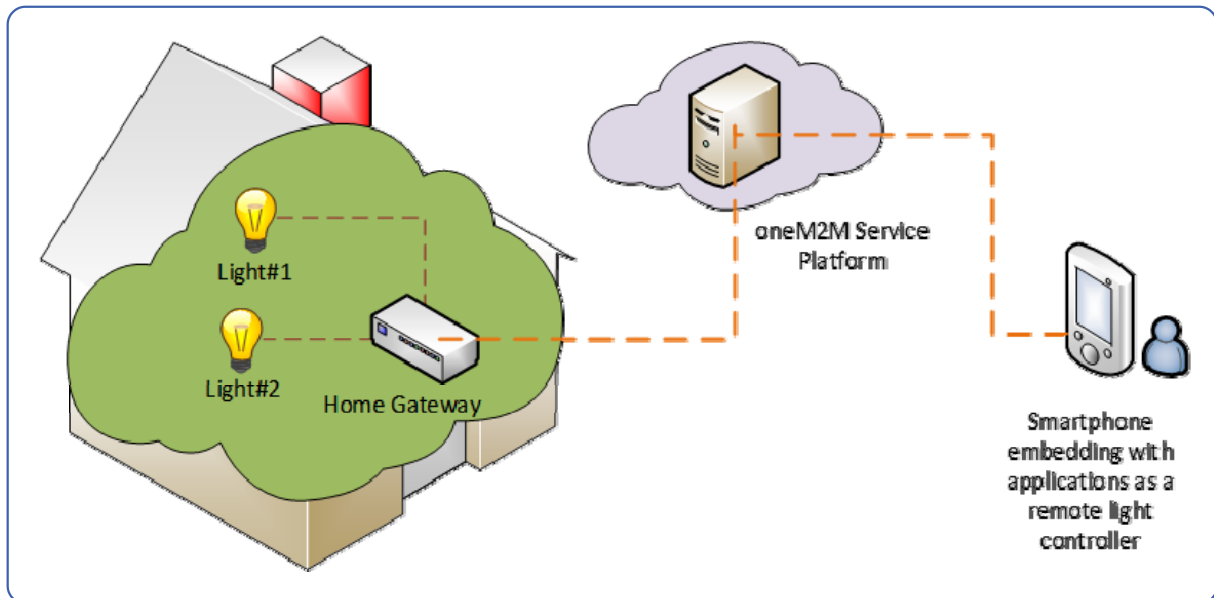 Light#1
Light#2
Home Gateway
oneM2M Service
Platform
Smartphone
embedding with
applications as a
remote light
controller